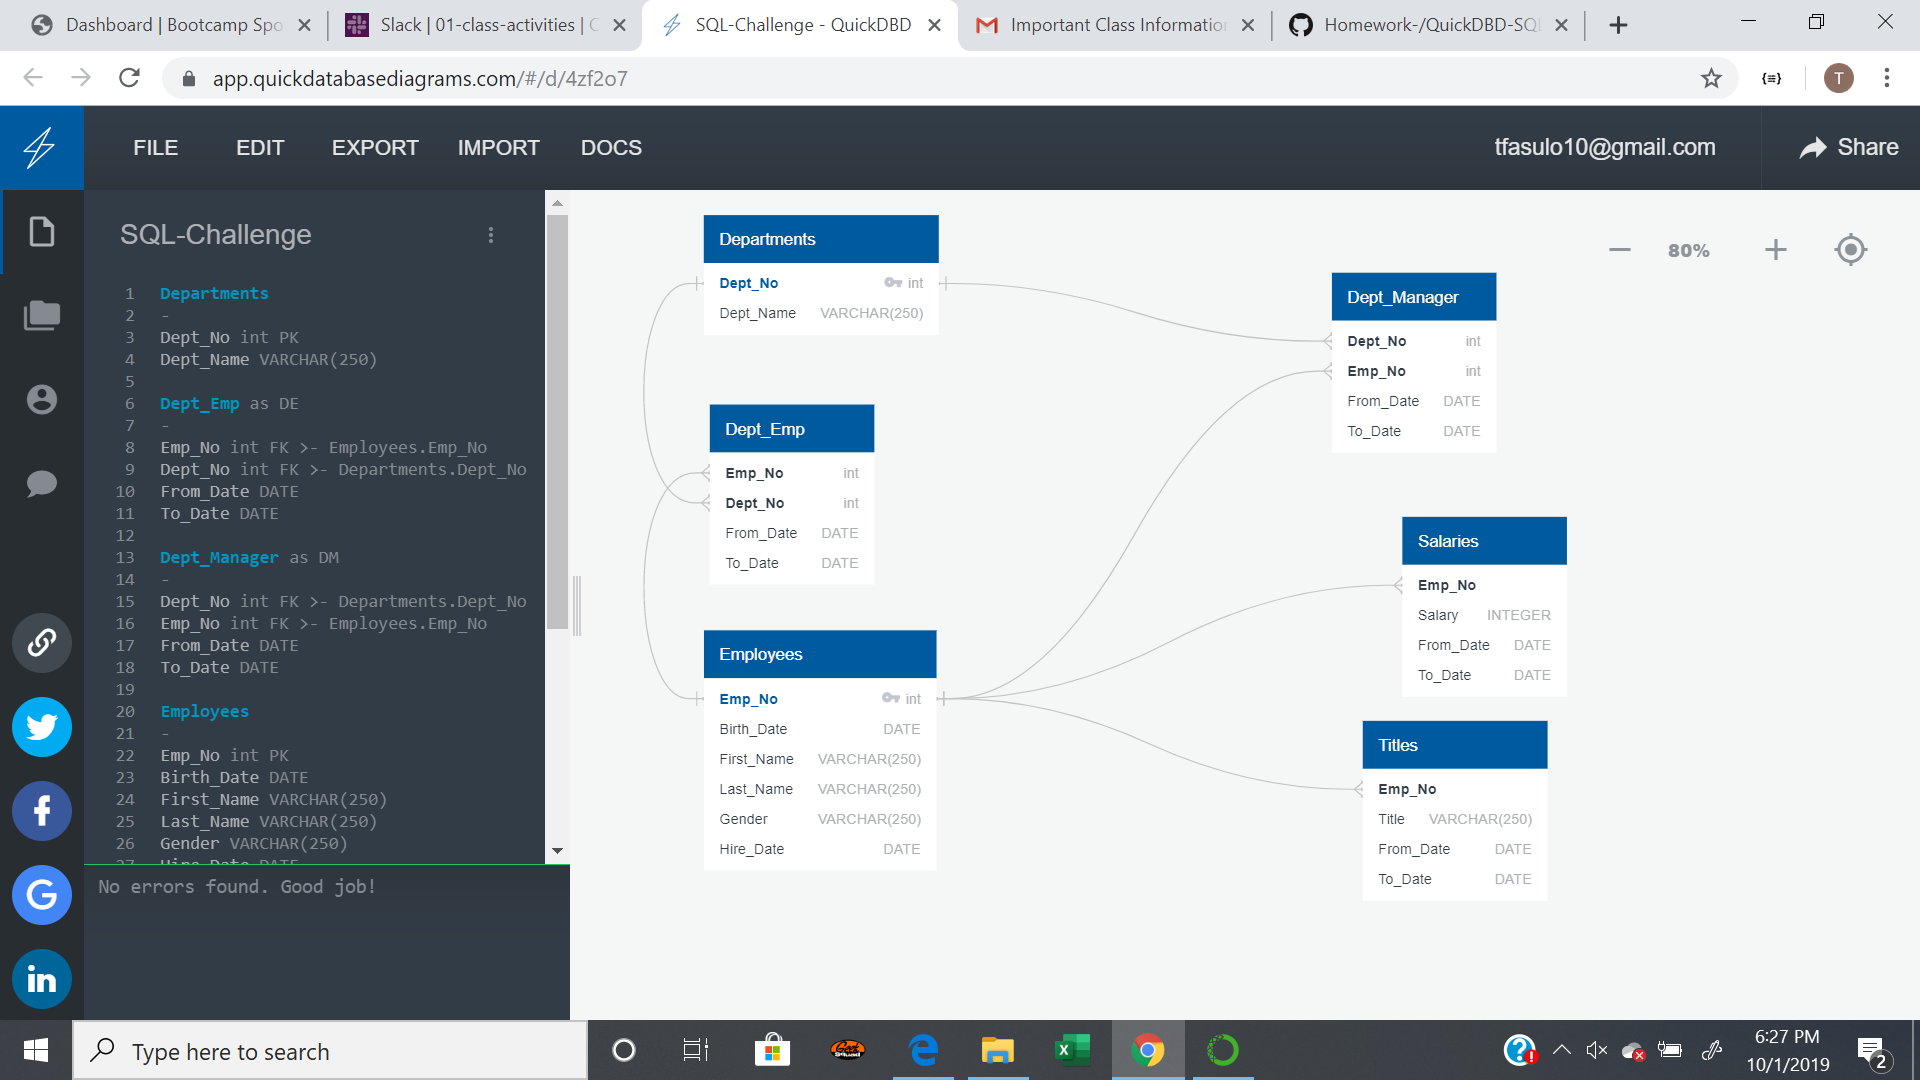 Dashboard | Bootcamp Spo
Slack | 01-class-activities | C
SQL-Challenge - QuickDBD
Important Class Information
Homework-/QuickDBD-SQL
app.quickdatabasediagrams.com/#/d/4zf2o7
T
FILE EDIT EXPORT IMPORT DOCS
tfasulo10@gmail.com
Share
SQL-Challenge
1 Departments
2 -
3 Dept_No int PK
4 Dept_Name VARCHAR(250)
5
6 Dept_Emp as DE
7 -
8 Emp_No int FK >- Employees.Emp_No
9 Dept_No int FK >- Departments.Dept_No
10 From_Date DATE
11 To_Date DATE
12
13 Dept_Manager as DM
14 -
15 Dept_No int FK >- Departments.Dept_No
16 Emp_No int FK >- Employees.Emp_No
17 From_Date DATE
18 To_Date DATE
19
20 Employees
21 -
22 Emp_No int PK
23 Birth_Date DATE
24 First_Name VARCHAR(250)
25 Last_Name VARCHAR(250)
26 Gender VARCHAR(250)
27 Hire_Date DATE
No errors found. Good job!
80%
Departments
Dept_No int
Dept_Name VARCHAR(250)
Dept_Emp
Emp_No int
Dept_No int
From_Date DATE
To_Date DATE
Employees
Emp_No int
Birth_Date DATE
First_Name VARCHAR(250)
Last_Name VARCHAR(250)
Gender VARCHAR(250)
Hire_Date DATE
Dept_Manager
Dept_No int
Emp_No int
From_Date DATE
To_Date DATE
Salaries
Emp_No
Salary INTEGER
From_Date DATE
To_Date DATE
Titles
Emp_No
Title VARCHAR(250)
From_Date DATE
To_Date DATE
Type here to search
6:27 PM
10/1/2019
2